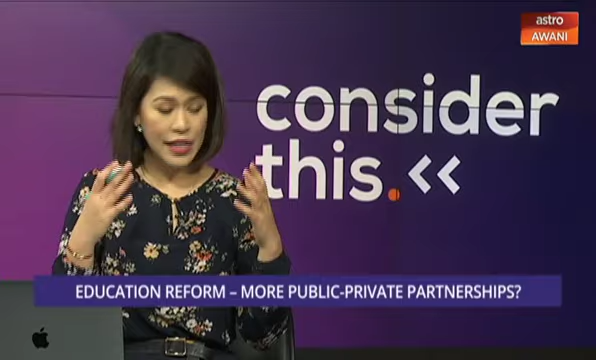 astro
AWANI
consider
this.
EDUCATION REFORM – MORE PUBLIC-PRIVATE PARTNERSHIPS?